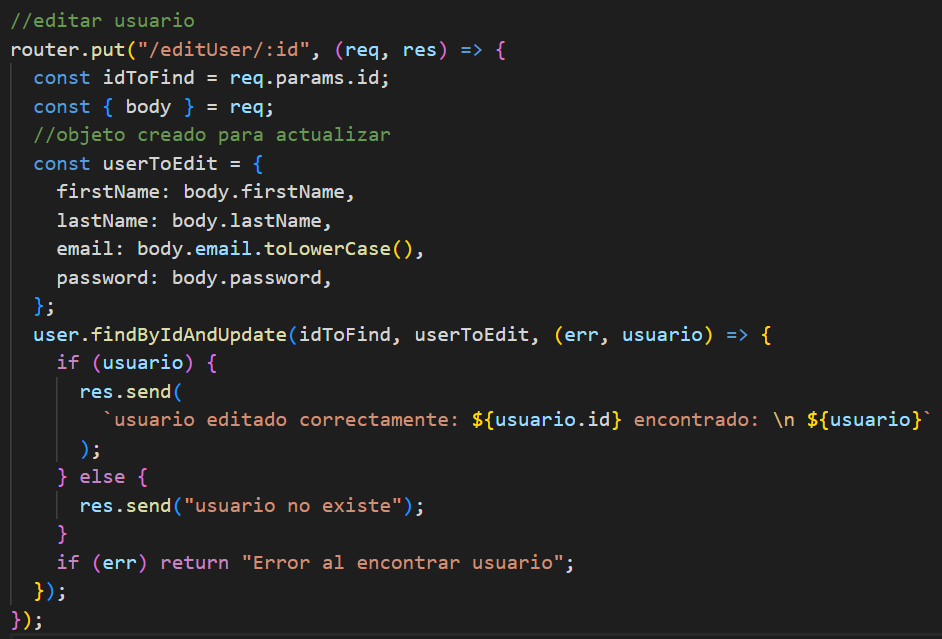 //editar usuario
router.put("/editUser/:id", (req, res) => {
  const idToFind = req.params.id;
  const { body } = req;
  //objeto creado para actualizar
  const userToEdit = {
    firstName: body.firstName,
    lastName: body.lastName,
    email: body.email.toLowerCase(),
    password: body.password,
  };
  user.findByIdAndUpdate(idToFind, userToEdit, (err, usuario) => {
    if (usuario) {
      res.send(
        `usuario editado correctamente: ${usuario.id} encontrado: \n ${usuario}`
      );
    } else {
      res.send("usuario no existe");
    }
    if (err) return "Error al encontrar usuario";
  });
});